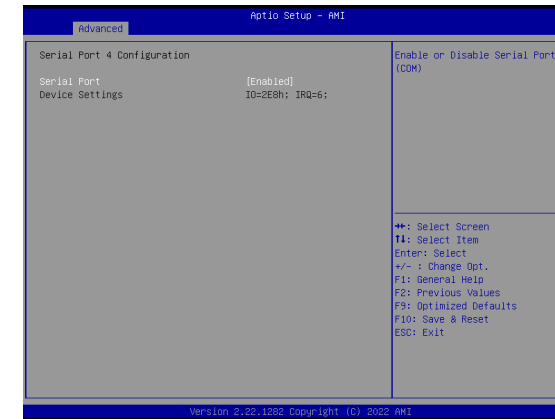 Aptio Setup - AMI
Advanced
Serial Port 4 Configuration
Serial Port [Enabled]
Device Settings IO=2E8h; IRQ=6;
Enable or Disable Serial Port
(COM)
→←: Select Screen
↑↓: Select Item
Enter: Select
+/- : Change Opt.
F1: General Help
F2: Previous Values
F9: Optimized Defaults
F10: Save & Reset
ESC: Exit
Version 2.22.1282 Copyright (C) 2022 AMI